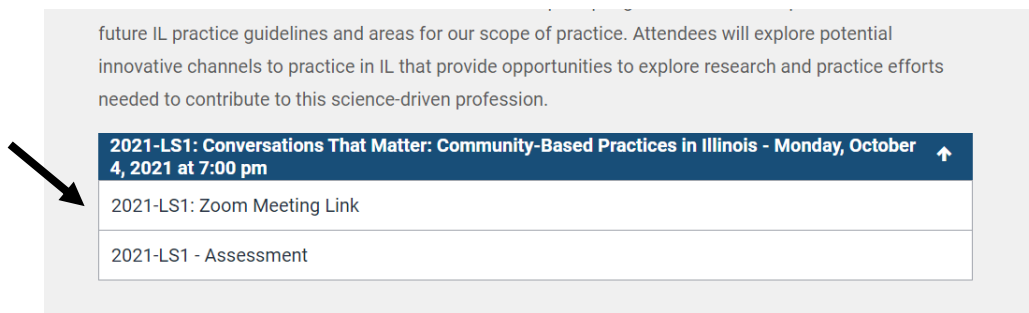 future IL practice guidelines and areas for our scope of practice. Attendees will explore potential
innovative channels to practice in IL that provide opportunities to explore research and practice efforts
needed to contribute to this science-driven profession.
2021-LS1: Conversations That Matter: Community-Based Practices in Illinois - Monday, October
4, 2021 at 7:00 pm
2021-LS1: Zoom Meeting Link
2021-LS1 - Assessment